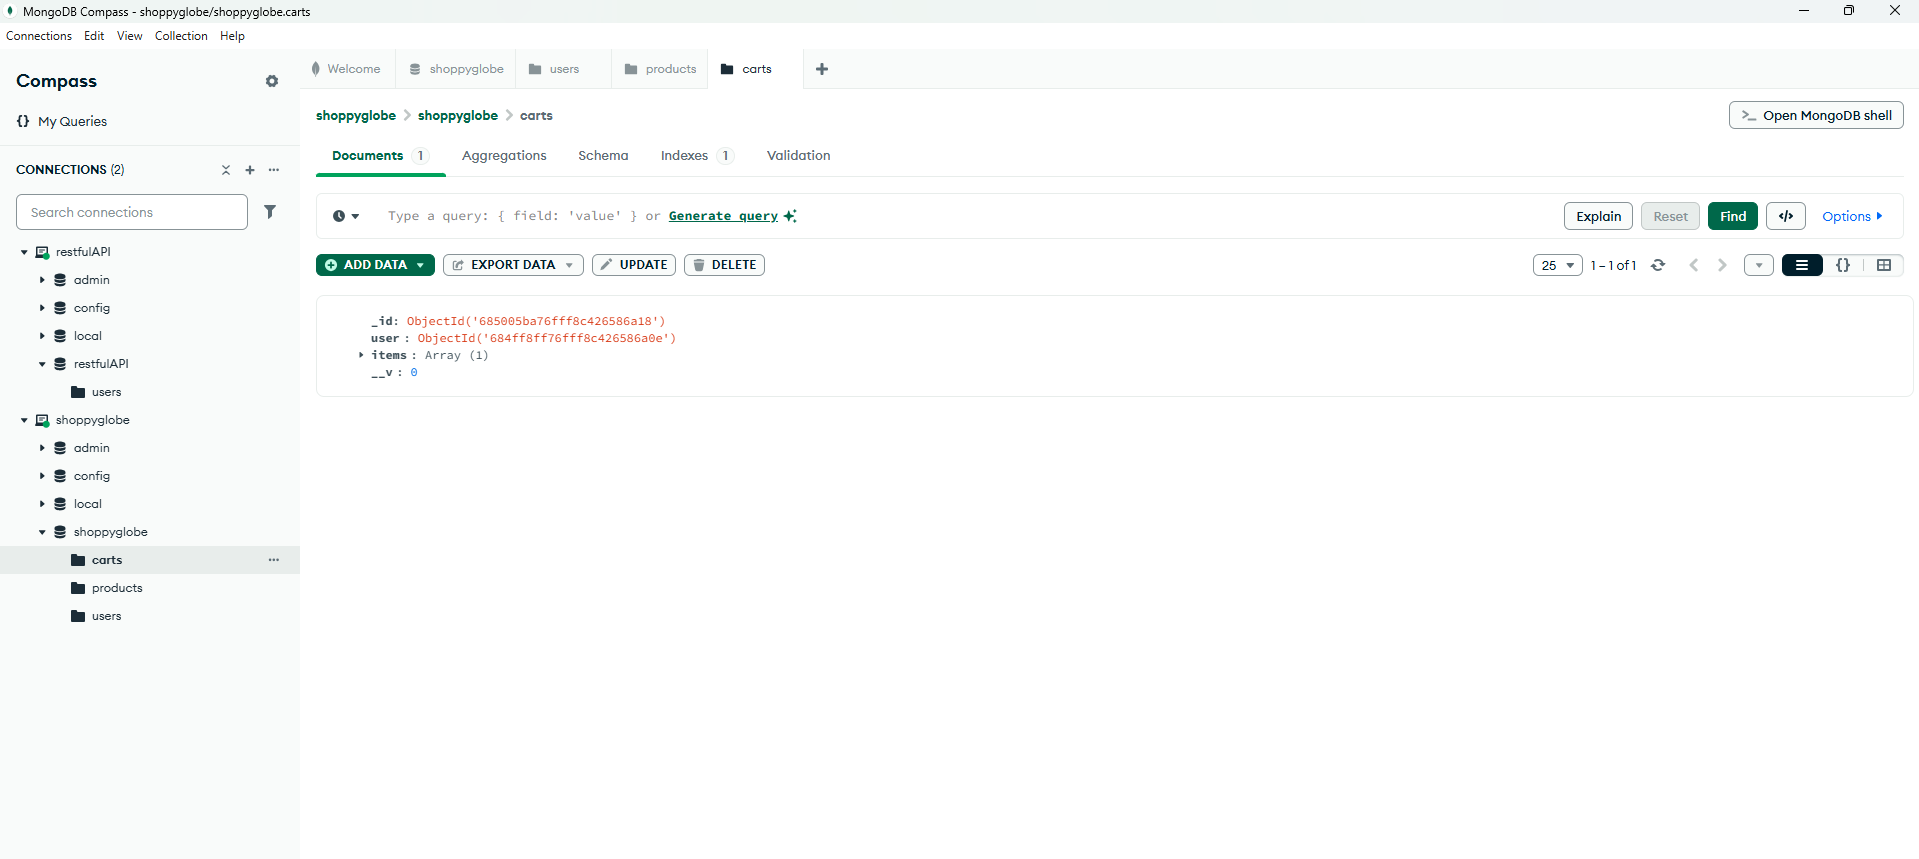 MongoDB Compass - shoppyglobe/shoppyglobe.carts
Connections Edit View Collection Help
Compass
{} My Queries
CONNECTIONS (2)
Search connections
restfulAPI
admin
config
local
restfulAPI
users
shoppyglobe
admin
config
local
shoppyglobe
carts
products
users
Welcome shoppyglobe users products carts
shoppyglobe > shoppyglobe > carts
>_ Open MongoDB shell
Documents 1 Aggregations Schema Indexes 1 Validation
Type a query: { field: 'value' } or Generate query
Explain Reset Find </> Options
ADD DATA EXPORT DATA UPDATE DELETE
25 1 – 1 of 1 {}
_id: ObjectId('685005ba76fff8c426586a18')
user : ObjectId('684ff8ff76fff8c426586a0e')
items : Array (1)
__v : 0